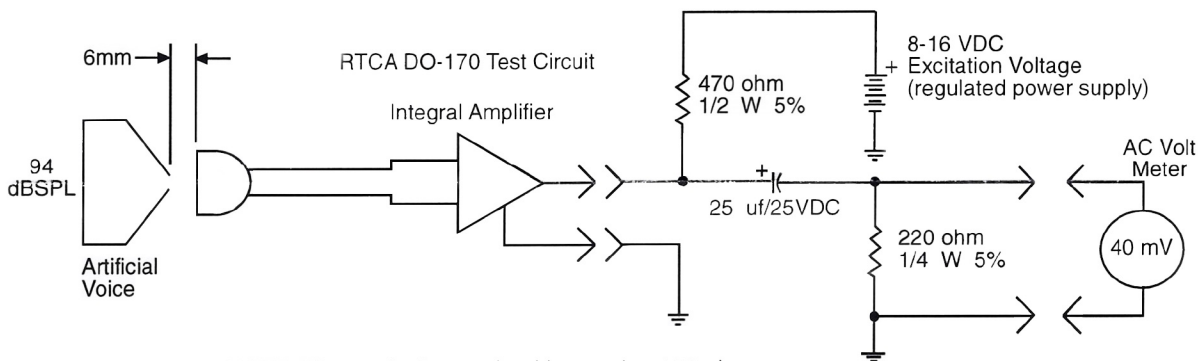 6mm
RTCA DO-170 Test Circuit
Integral Amplifier
94
dBSPL
Artificial
Voice
470 ohm
1/2 W 5%
+
8-16 VDC
Excitation Voltage
(regulated power supply)
+
25 uf/25VDC
220 ohm
1/4 W 5%
AC Volt
Meter
40 mV